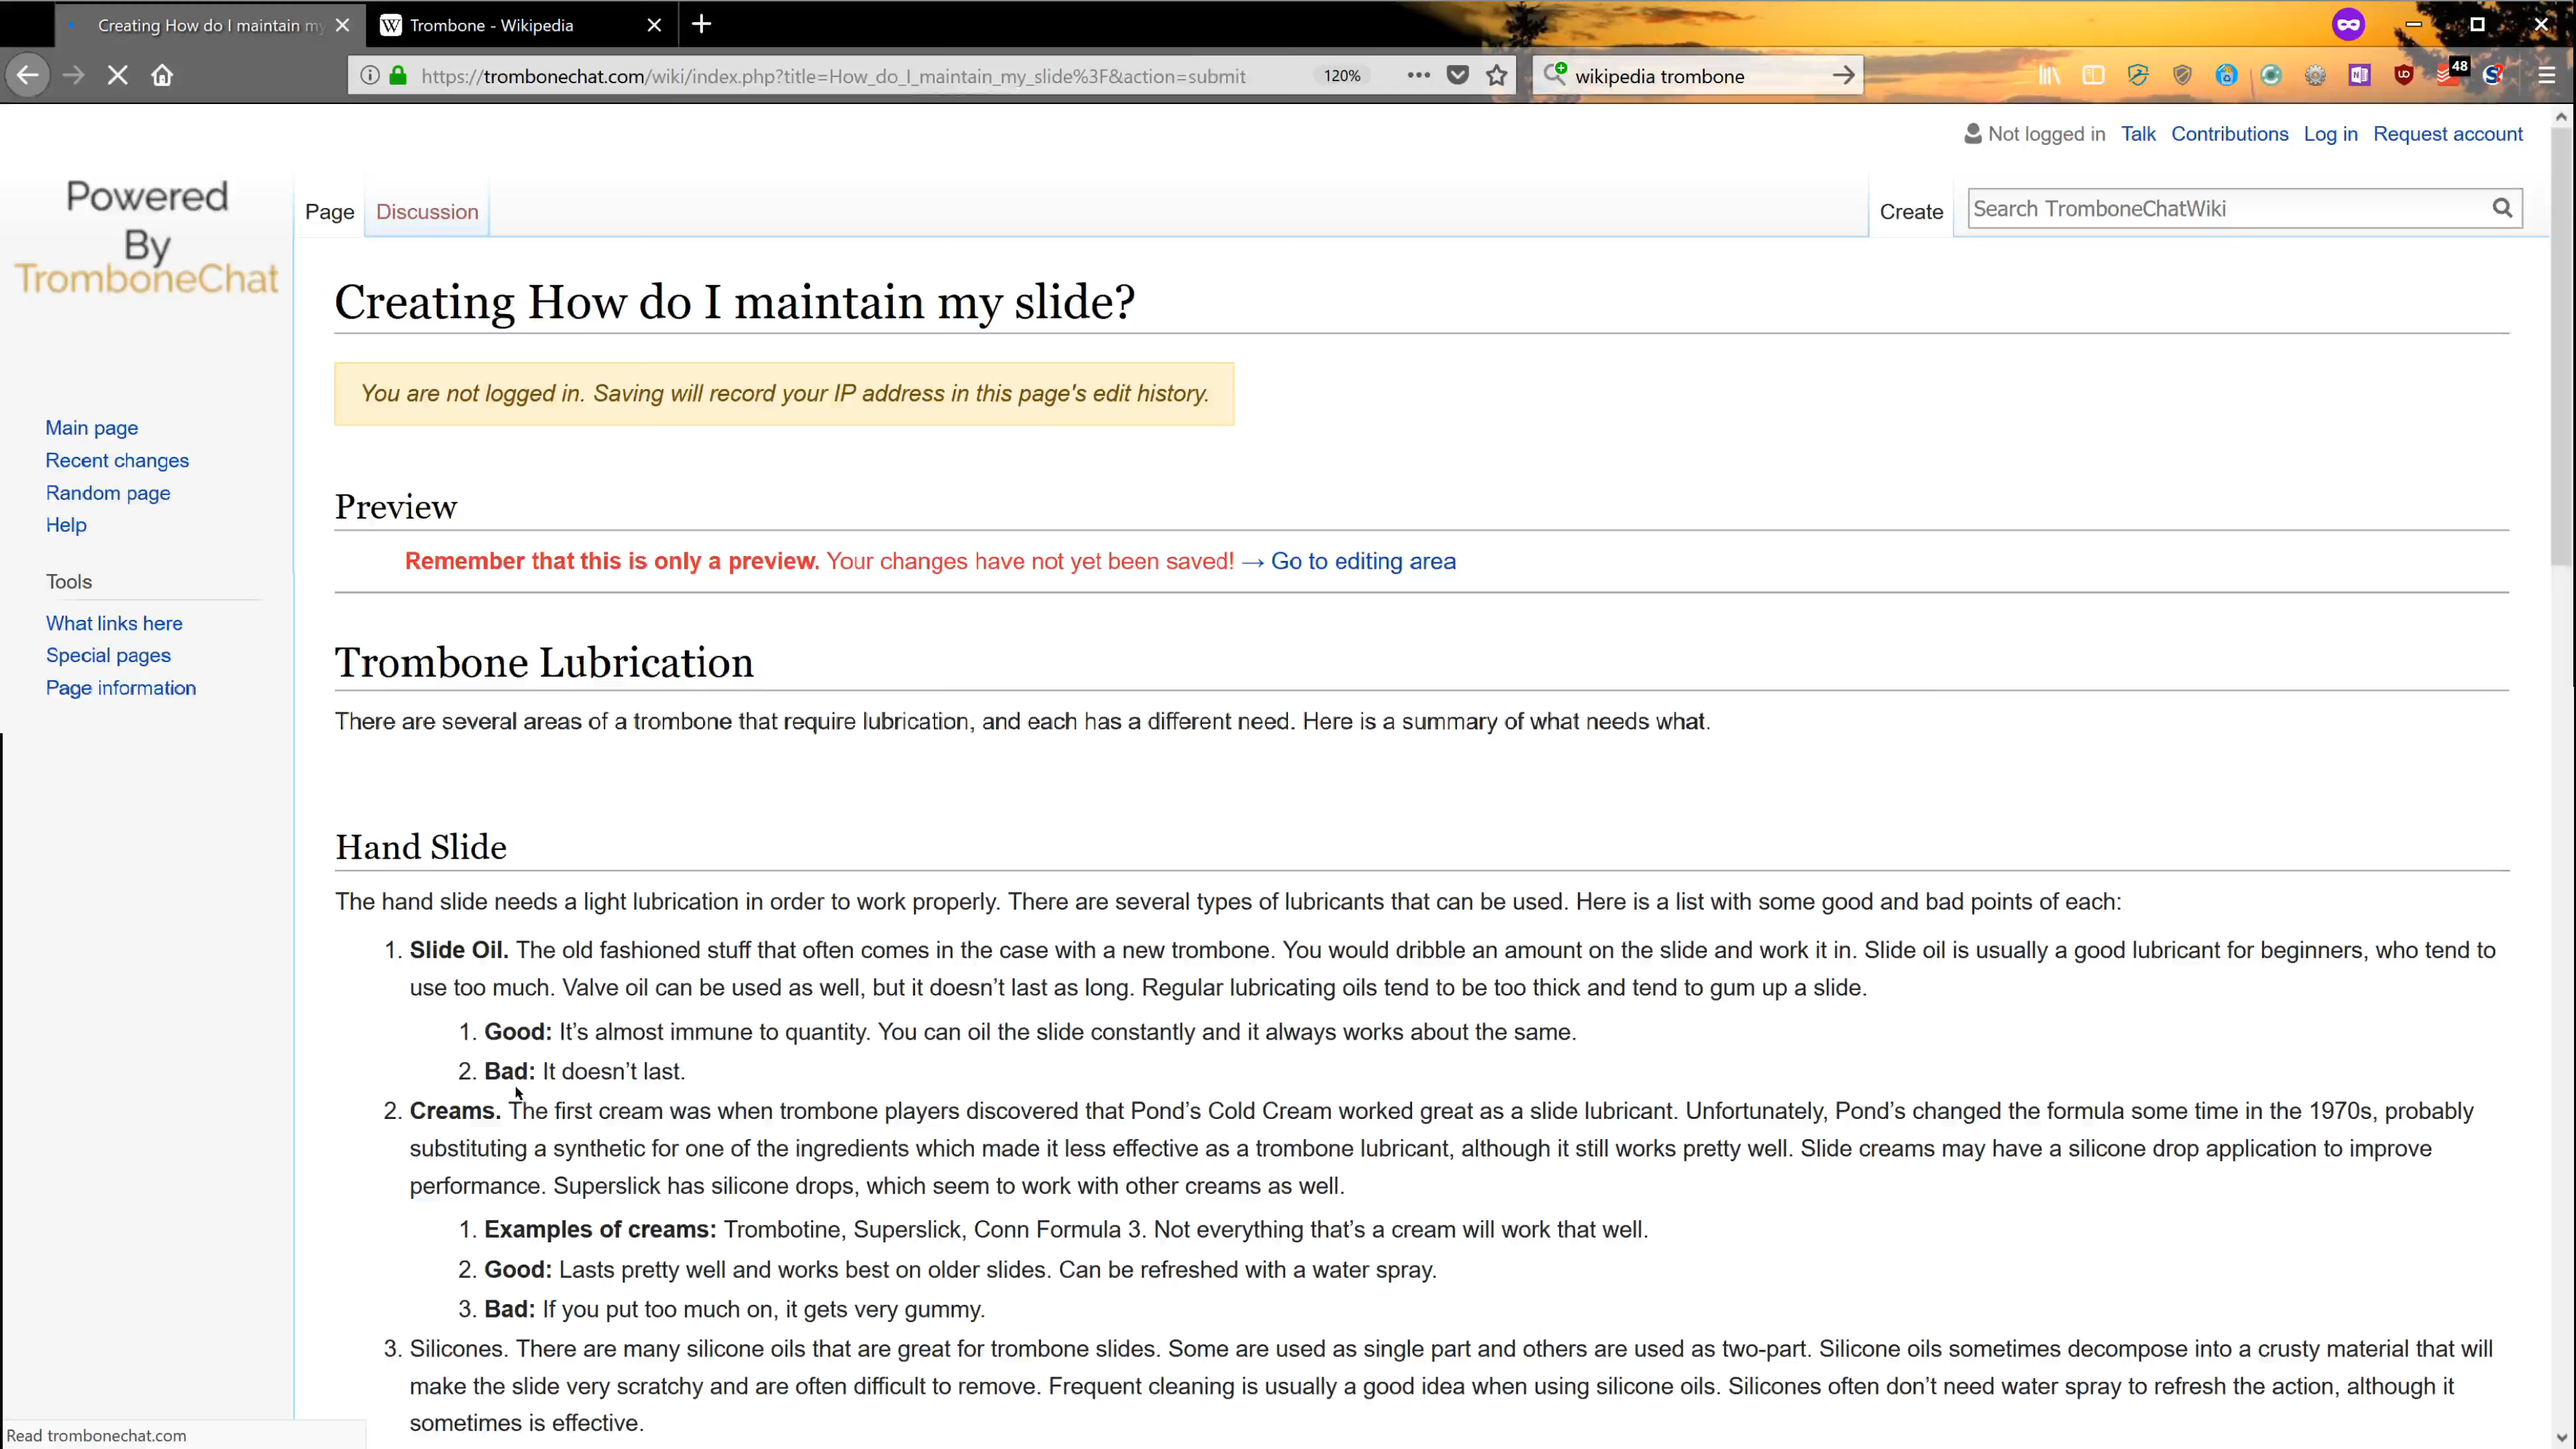 Creating How do I maintain my
Trombone - Wikipedia
https://trombonechat.com/wiki/index.php?title=How_do_I_maintain_my_slide%3F&action=submit
120%
wikipedia trombone
48
Not logged in Talk Contributions Log in Request account
Powered
By
TromboneChat
Page Discussion Create Search TromboneChatWiki
Creating How do I maintain my slide?
You are not logged in. Saving will record your IP address in this page's edit history.
Main page
Recent changes
Random page
Help
Tools
What links here
Special pages
Page information
Preview
Remember that this is only a preview. Your changes have not yet been saved! → Go to editing area
Trombone Lubrication
There are several areas of a trombone that require lubrication, and each has a different need. Here is a summary of what needs what.
Hand Slide
The hand slide needs a light lubrication in order to work properly. There are several types of lubricants that can be used. Here is a list with some good and bad points of each:
1. Slide Oil. The old fashioned stuff that often comes in the case with a new trombone. You would dribble an amount on the slide and work it in. Slide oil is usually a good lubricant for beginners, who tend to
use too much. Valve oil can be used as well, but it doesn’t last as long. Regular lubricating oils tend to be too thick and tend to gum up a slide.
1. Good: It’s almost immune to quantity. You can oil the slide constantly and it always works about the same.
2. Bad: It doesn’t last.
2. Creams. The first cream was when trombone players discovered that Pond’s Cold Cream worked great as a slide lubricant. Unfortunately, Pond’s changed the formula some time in the 1970s, probably
substituting a synthetic for one of the ingredients which made it less effective as a trombone lubricant, although it still works pretty well. Slide creams may have a silicone drop application to improve
performance. Superslick has silicone drops, which seem to work with other creams as well.
1. Examples of creams: Trombotine, Superslick, Conn Formula 3. Not everything that’s a cream will work that well.
2. Good: Lasts pretty well and works best on older slides. Can be refreshed with a water spray.
3. Bad: If you put too much on, it gets very gummy.
3. Silicones. There are many silicone oils that are great for trombone slides. Some are used as single part and others are used as two-part. Silicone oils sometimes decompose into a crusty material that will
make the slide very scratchy and are often difficult to remove. Frequent cleaning is usually a good idea when using silicone oils. Silicones often don’t need water spray to refresh the action, although it
sometimes is effective.
Read trombonechat.com